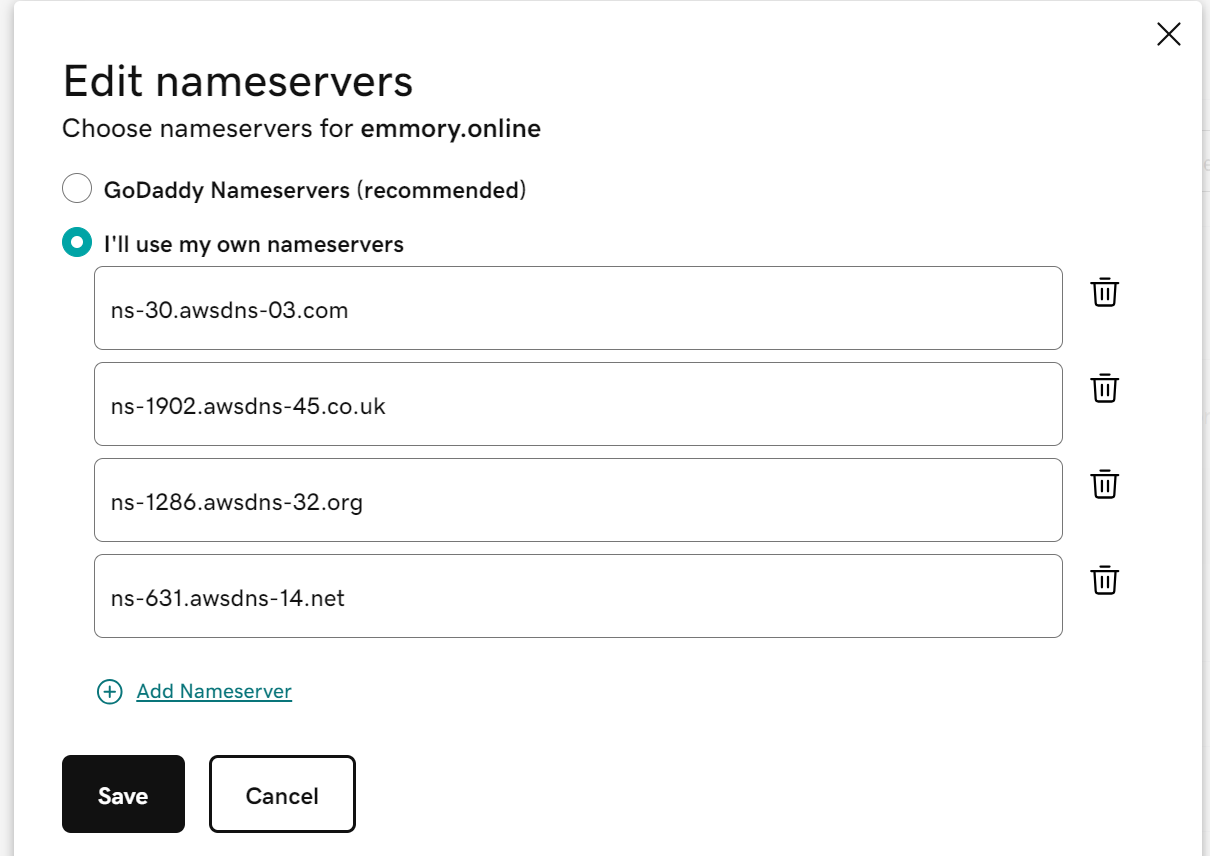 Edit nameservers
Choose nameservers for emmory.online
GoDaddy Nameservers (recommended)
I'll use my own nameservers
ns-30.awsdns-03.com
ns-1902.awsdns-45.co.uk
ns-1286.awsdns-32.org
ns-631.awsdns-14.net
Add Nameserver
Save
Cancel